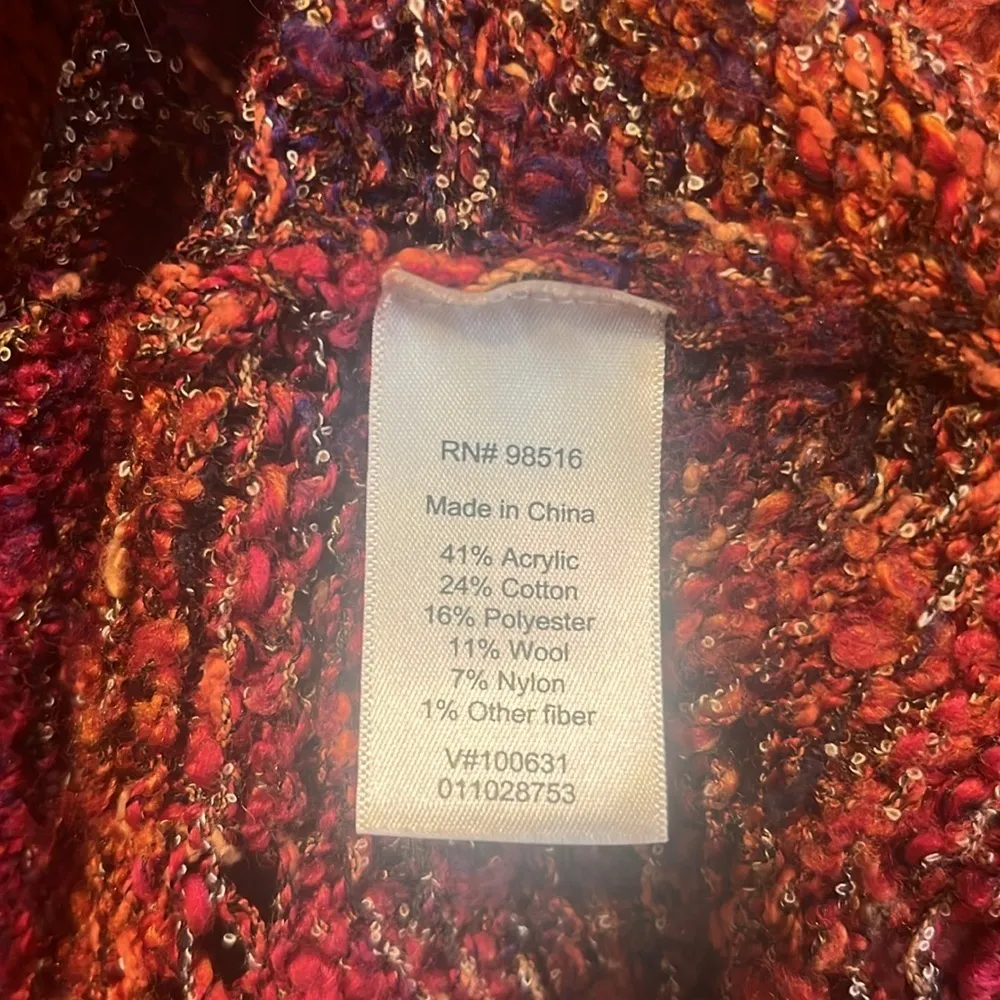 RN# 98516
Made in China
41% Acrylic
24% Cotton
16% Polyester
11% Wool
7% Nylon
1% Other fiber
V#100631
011028753